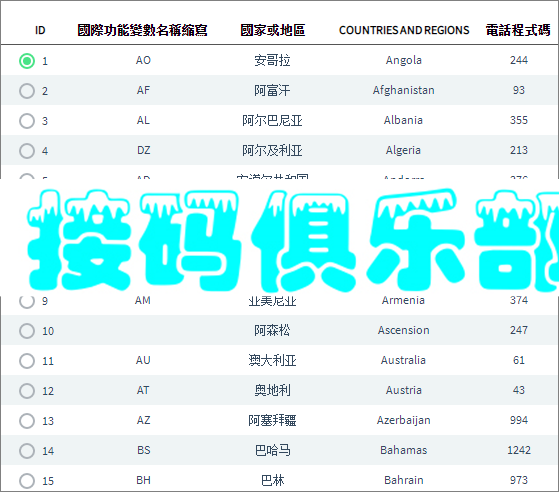 ID 國際功能變數名稱縮寫 國家或地區 COUNTRIES AND REGIONS 電話程式碼
1 AO 安哥拉 Angola 244
2 AF 阿富汗 Afghanistan 93
3 AL 阿尔巴尼亚 Albania 355
4 DZ 阿尔及利亚 Algeria 213
接码俱乐部
9 AM 亚美尼亚 Armenia 374
10 阿森松 Ascension 247
11 AU 澳大利亚 Australia 61
12 AT 奥地利 Austria 43
13 AZ 阿塞拜疆 Azerbaijan 994
14 BS 巴哈马 Bahamas 1242
15 BH 巴林 Bahrain 973